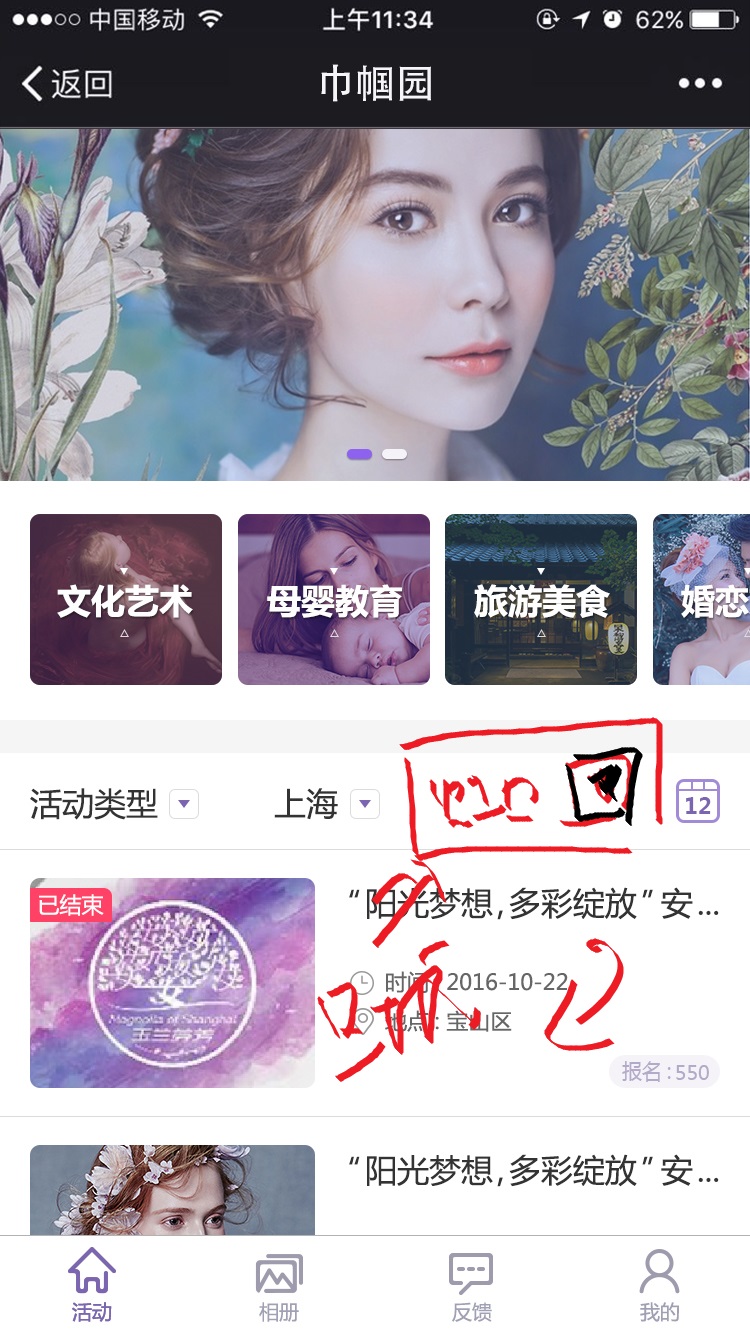 中国移动 上午11:34 62%
返回 巾帼园
文化艺术 母婴教育 旅游美食 婚恋
活动类型 上海 12
已结束
“阳光梦想,多彩绽放”安...
时间: 2016-10-22
地点: 宝山区
Magnolia of Shanghai
玉兰芬芳
报名:550
“阳光梦想,多彩绽放”安...
活动 相册 反馈 我的